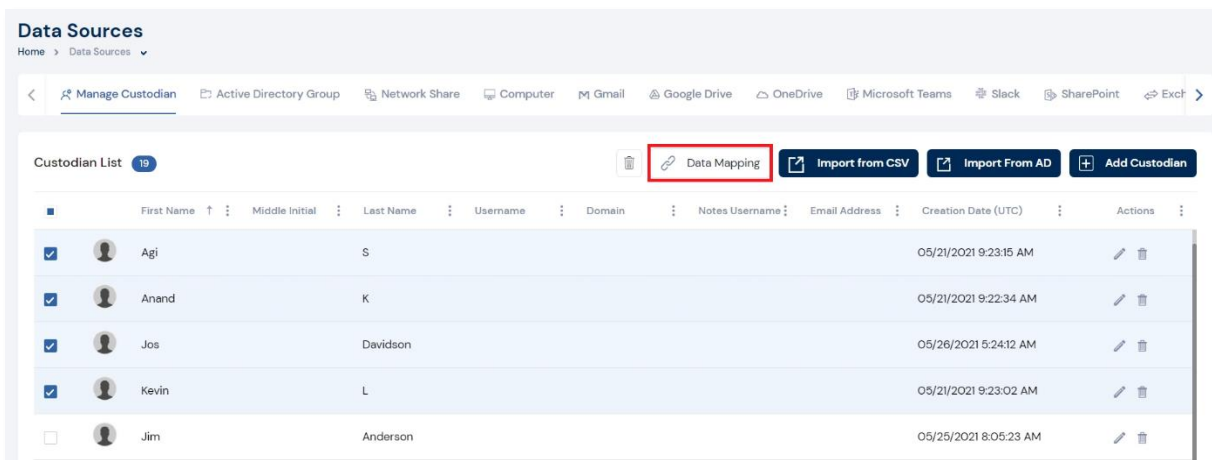 Data Sources
Home > Data Sources
Manage Custodian Active Directory Group Network Share Computer Gmail Google Drive OneDrive Microsoft Teams Slack SharePoint Exch
Custodian List 19 Data Mapping Import from CSV Import From AD Add Custodian
First Name ↑ Middle Initial Last Name Username Domain Notes Username Email Address Creation Date (UTC) Actions
Agi S 05/21/2021 9:23:15 AM
Anand K 05/21/2021 9:22:34 AM
Jos Davidson 05/26/2021 5:24:12 AM
Kevin L 05/21/2021 9:23:02 AM
Jim Anderson 05/25/2021 8:05:23 AM